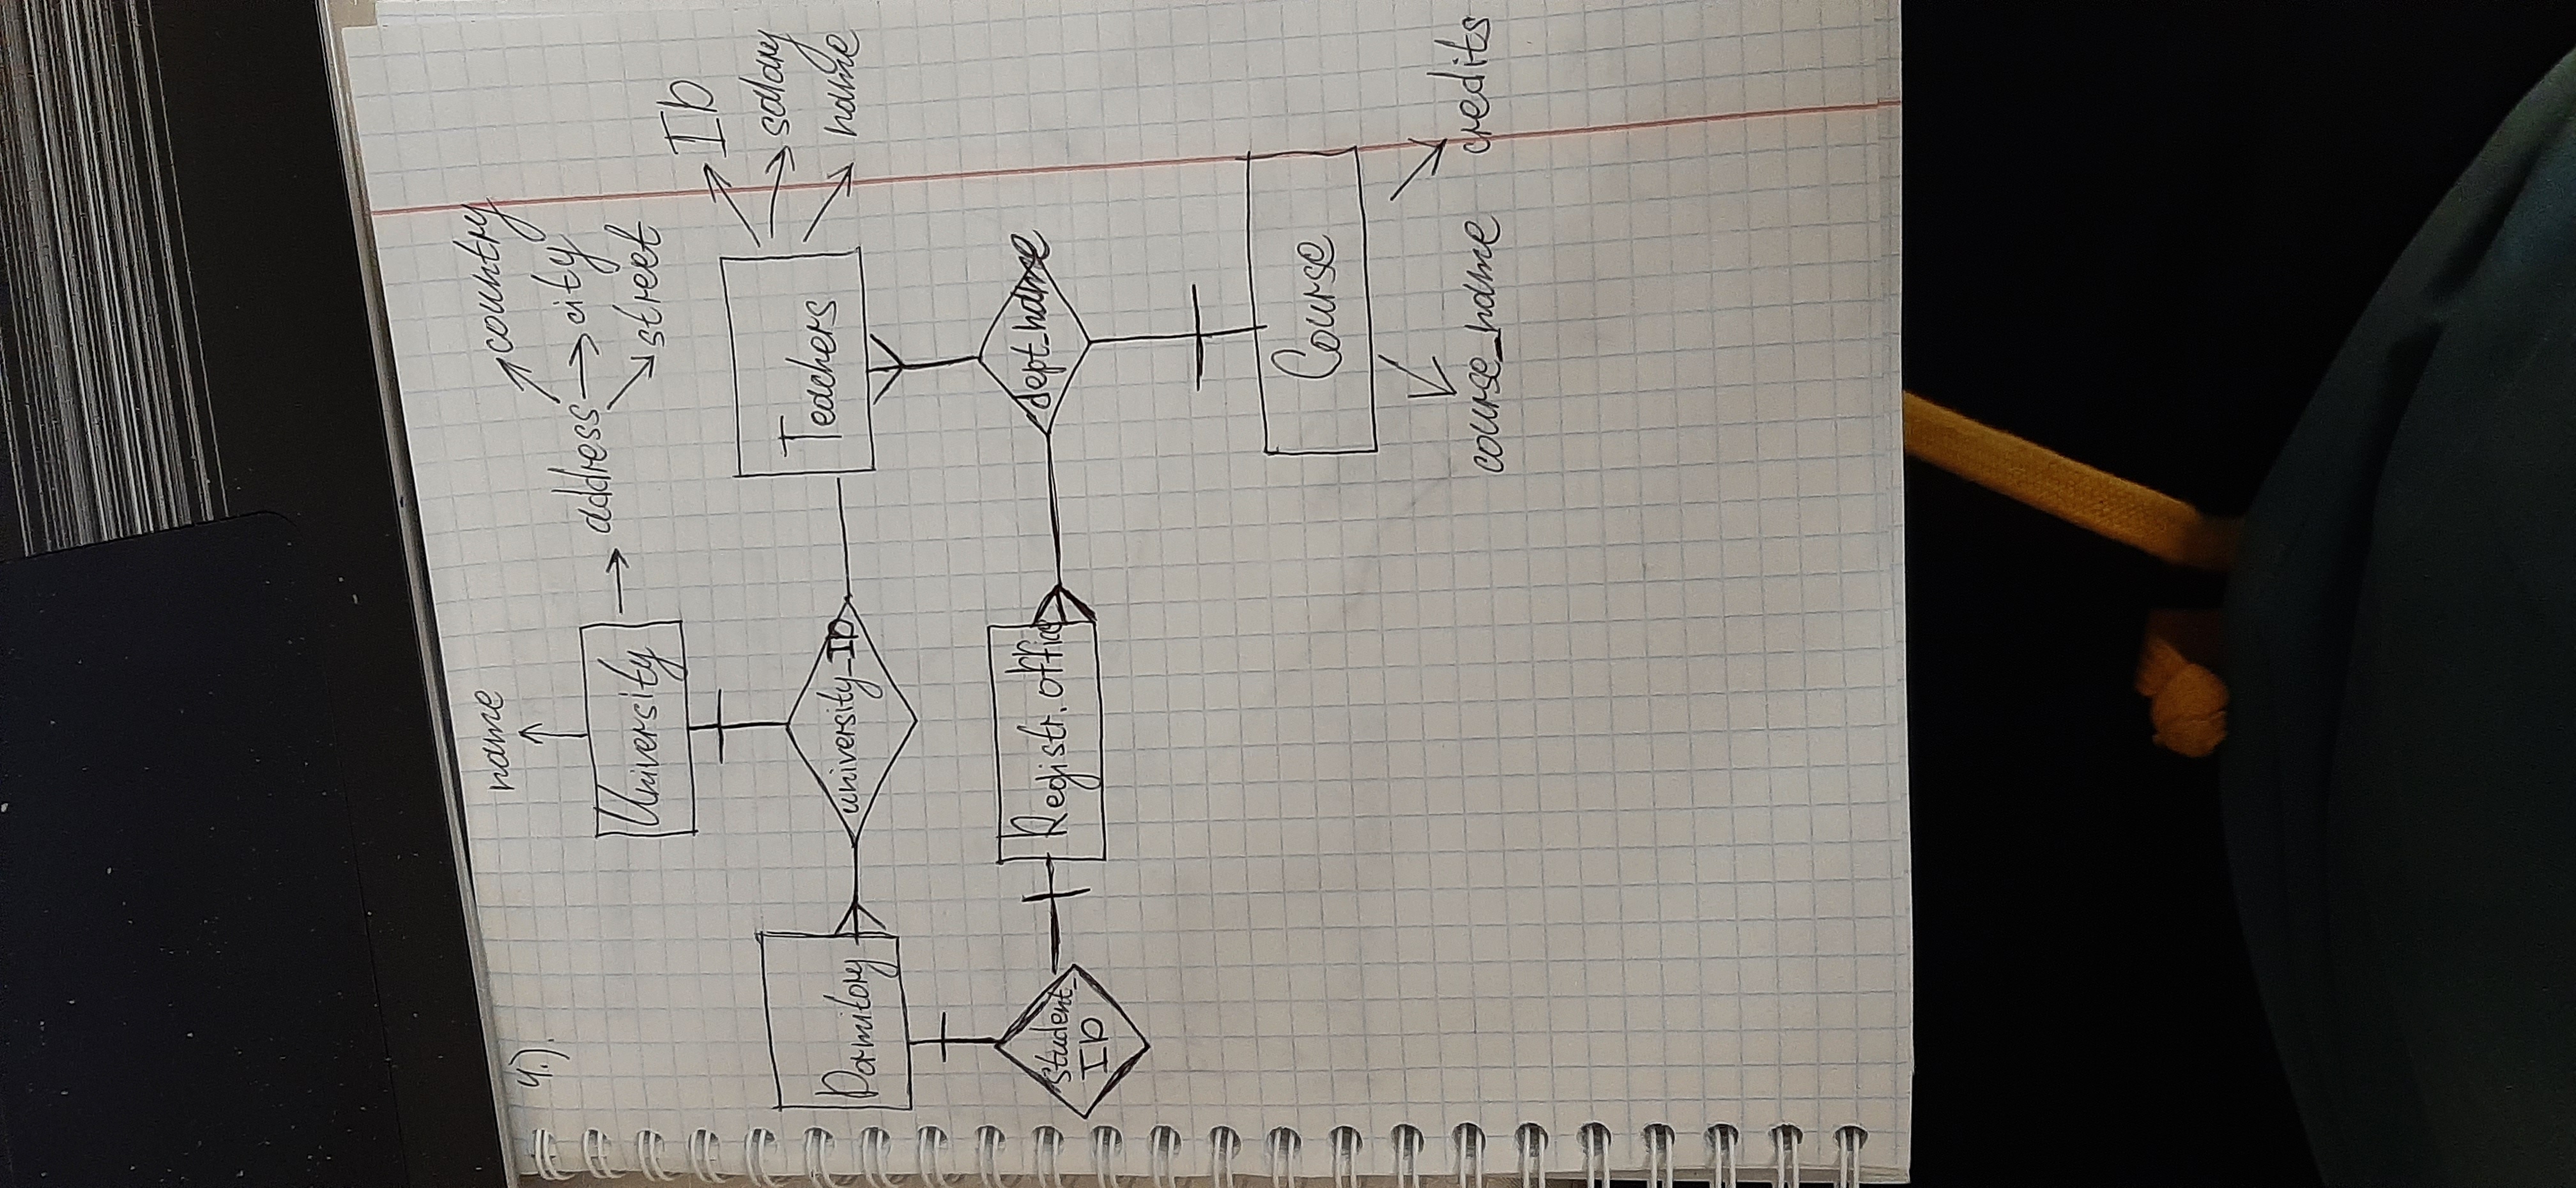 4.).
name
country
address
city
University
street
ID
salary
Teachers
name
Dormitory
university_ID
dept_name
Registr. office
student_
ID
Course
course_name
credits